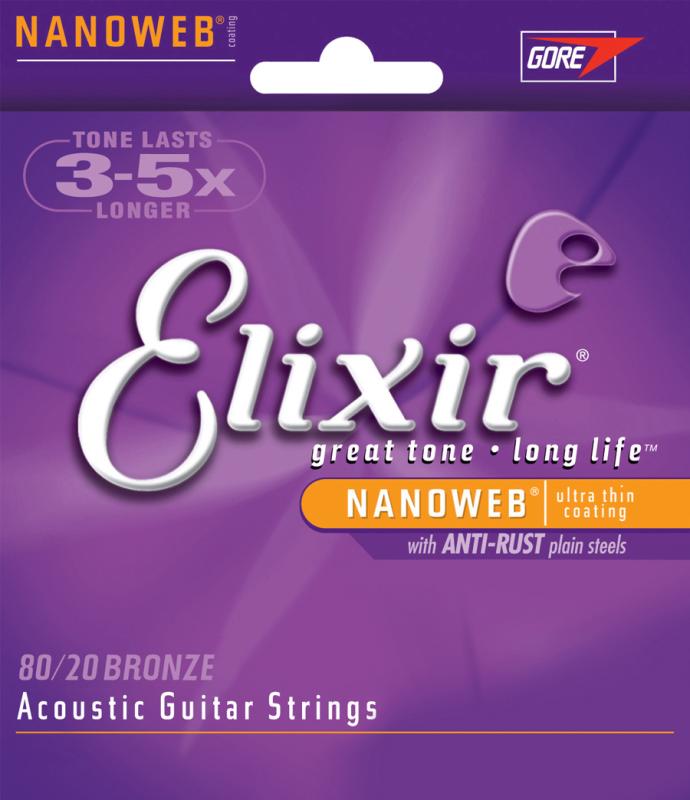 NANOWEB® coating
GORE
TONE LASTS
3-5x
LONGER
e
Elixir®
great tone • long life™
NANOWEB® ultra thin coating
with ANTI-RUST plain steels
80/20 BRONZE
Acoustic Guitar Strings